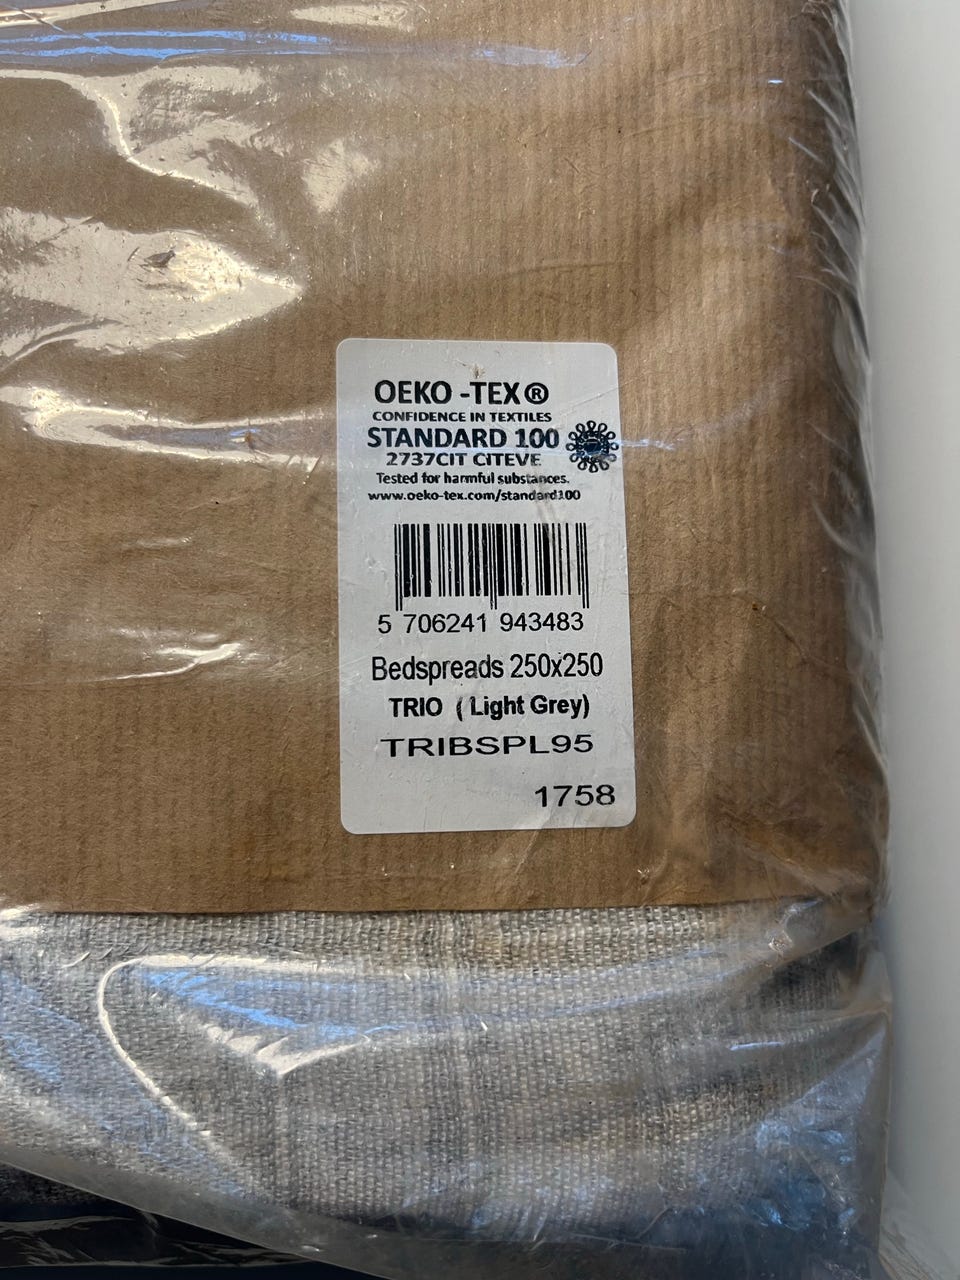 OEKO -TEX®
CONFIDENCE IN TEXTILES
STANDARD 100
2737CIT CITEVE
Tested for harmful substances.
www.oeko-tex.com/standard100
5 706241 943483
Bedspreads 250x250
TRIO ( Light Grey)
TRIBSPL95
1758